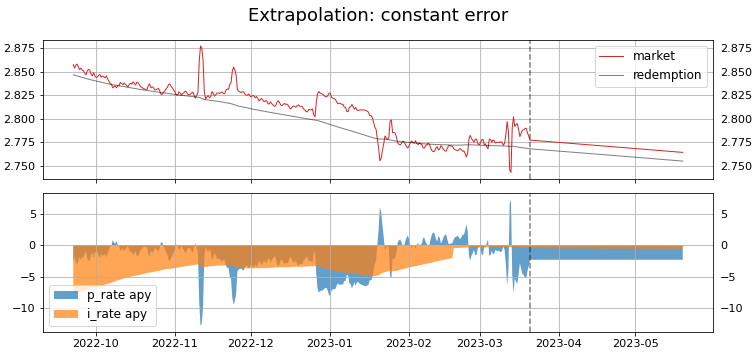 Extrapolation: constant error
2.875 2.875
2.850 2.850
2.825 2.825
2.800 2.800
2.775 2.775
2.750 2.750
market
redemption
5 5
0 0
−5 −5
−10 −10
p_rate apy
i_rate apy
2022-10 2022-11 2022-12 2023-01 2023-02 2023-03 2023-04 2023-05